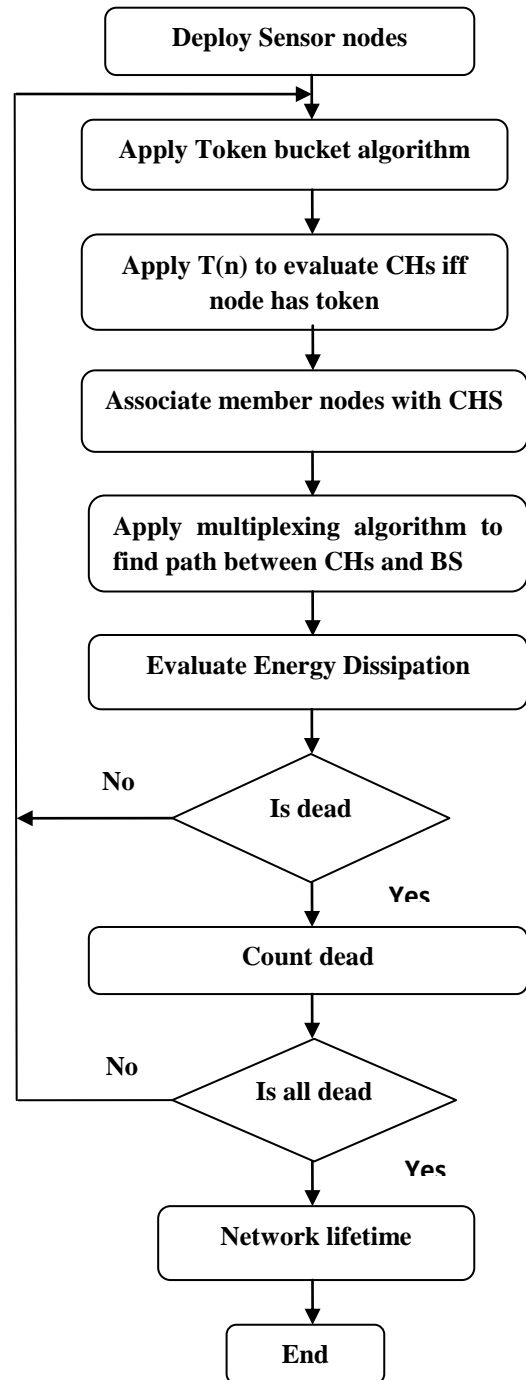 Deploy Sensor nodes
Apply Token bucket algorithm
Apply T(n) to evaluate CHs iff
node has token
Associate member nodes with CHS
Apply multiplexing algorithm to
find path between CHs and BS
Evaluate Energy Dissipation
No
Is dead
Yes
Count dead
No
Is all dead
Yes
Network lifetime
End